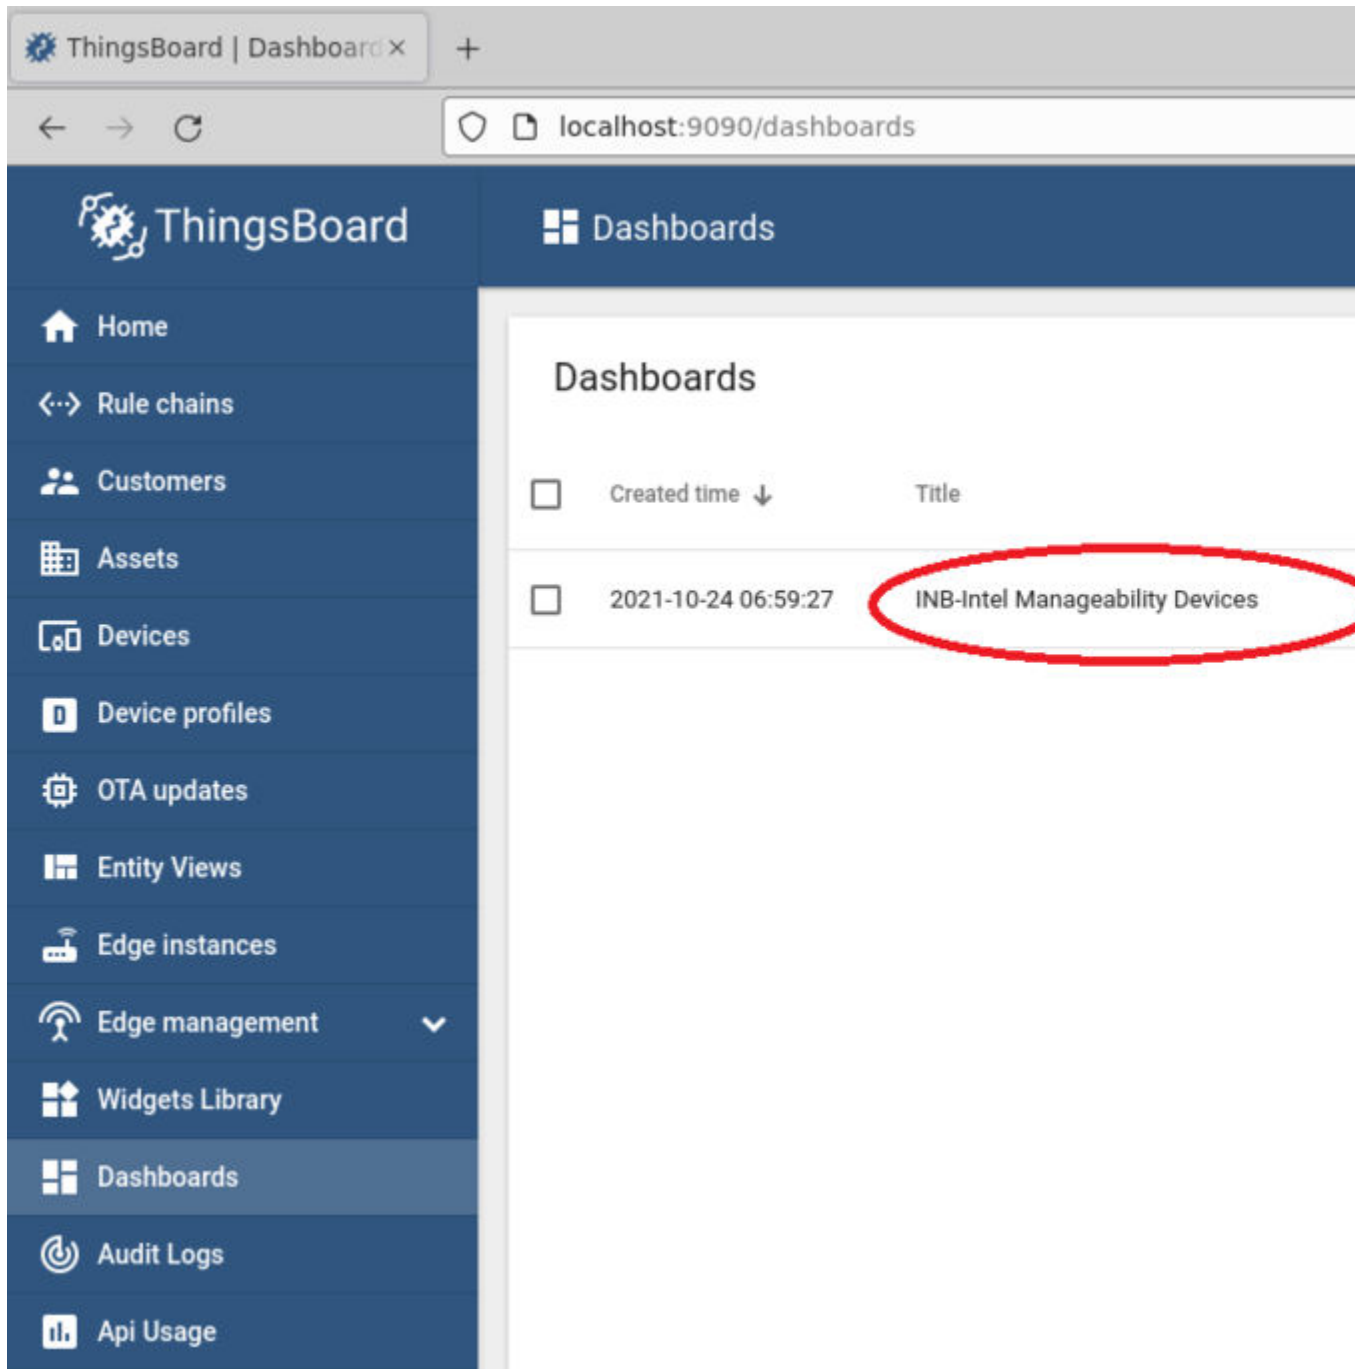 ThingsBoard | Dashboard
localhost:9090/dashboards
ThingsBoard
Dashboards
Home
Rule chains
Customers
Assets
Devices
Device profiles
OTA updates
Entity Views
Edge instances
Edge management
Widgets Library
Dashboards
Audit Logs
Api Usage
Dashboards
Created time Title
2021-10-24 06:59:27 INB-Intel Manageability Devices